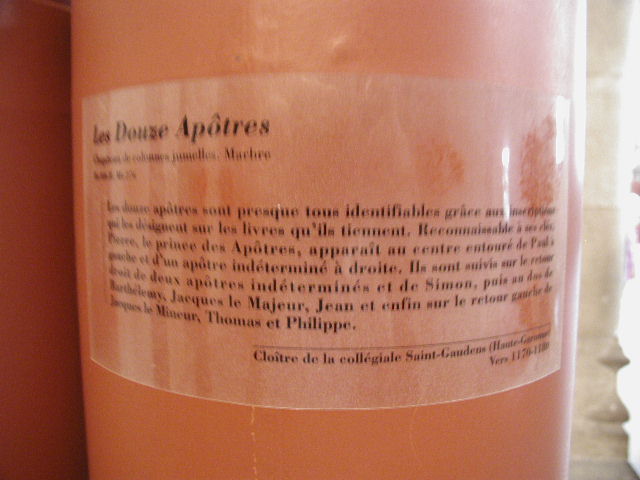 Les Douze Apôtres
Chapiteau de colonnes jumelles. Marbre
Les douze apôtres sont presque tous identifiables grâce aux inscriptions
qui les désignent sur les livres qu'ils tiennent. Reconnaissable à ses clés,
Pierre, le prince des Apôtres, apparaît au centre entouré de Paul à
gauche et d'un apôtre indéterminé à droite. Ils sont suivis sur le retour
droit de deux apôtres indéterminés et de Simon, puis au dos de
Barthélemy, Jacques le Majeur, Jean et enfin sur le retour gauche de
Jacques le Mineur, Thomas et Philippe.
Cloître de la collégiale Saint-Gaudens (Haute-Garonne)
Vers 1170-1180